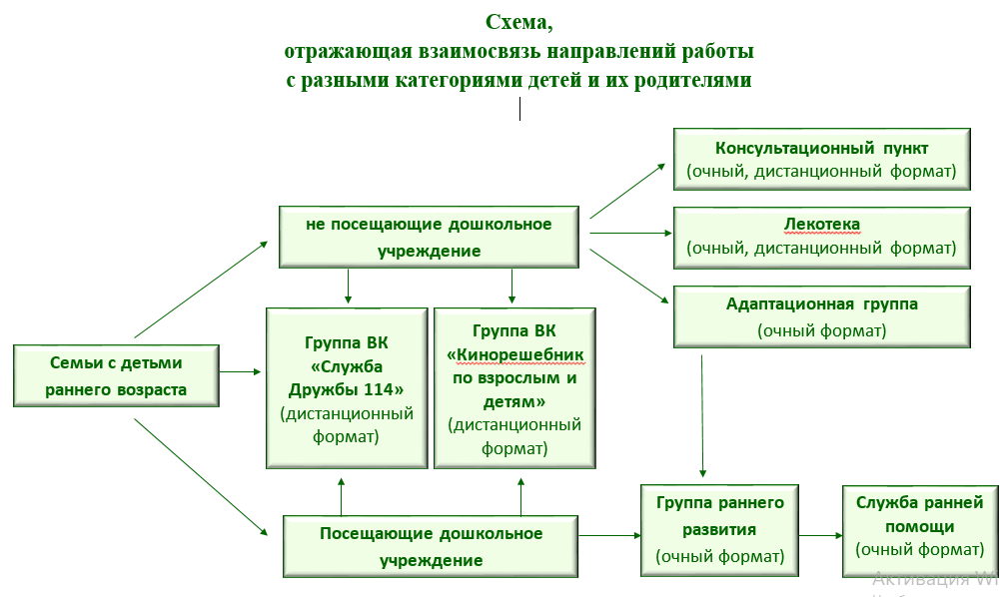 Схема,
отражающая взаимосвязь направлений работы
с разными категориями детей и их родителями
Консультационный пункт
(очный, дистанционный формат)
не посещающие дошкольное
учреждение
Лекотека
(очный, дистанционный формат)
Адаптационная группа
(очный формат)
Семьи с детьми
раннего возраста
Группа ВК
«Служба
Дружбы 114»
(дистанционный
формат)
Группа ВК
«Кинорешебник
по взрослым и
детям»
(дистанционный
формат)
Посещающие дошкольное
учреждение
Группа раннего
развития
(очный формат)
Служба ранней
помощи
(очный формат)
Активация Wi